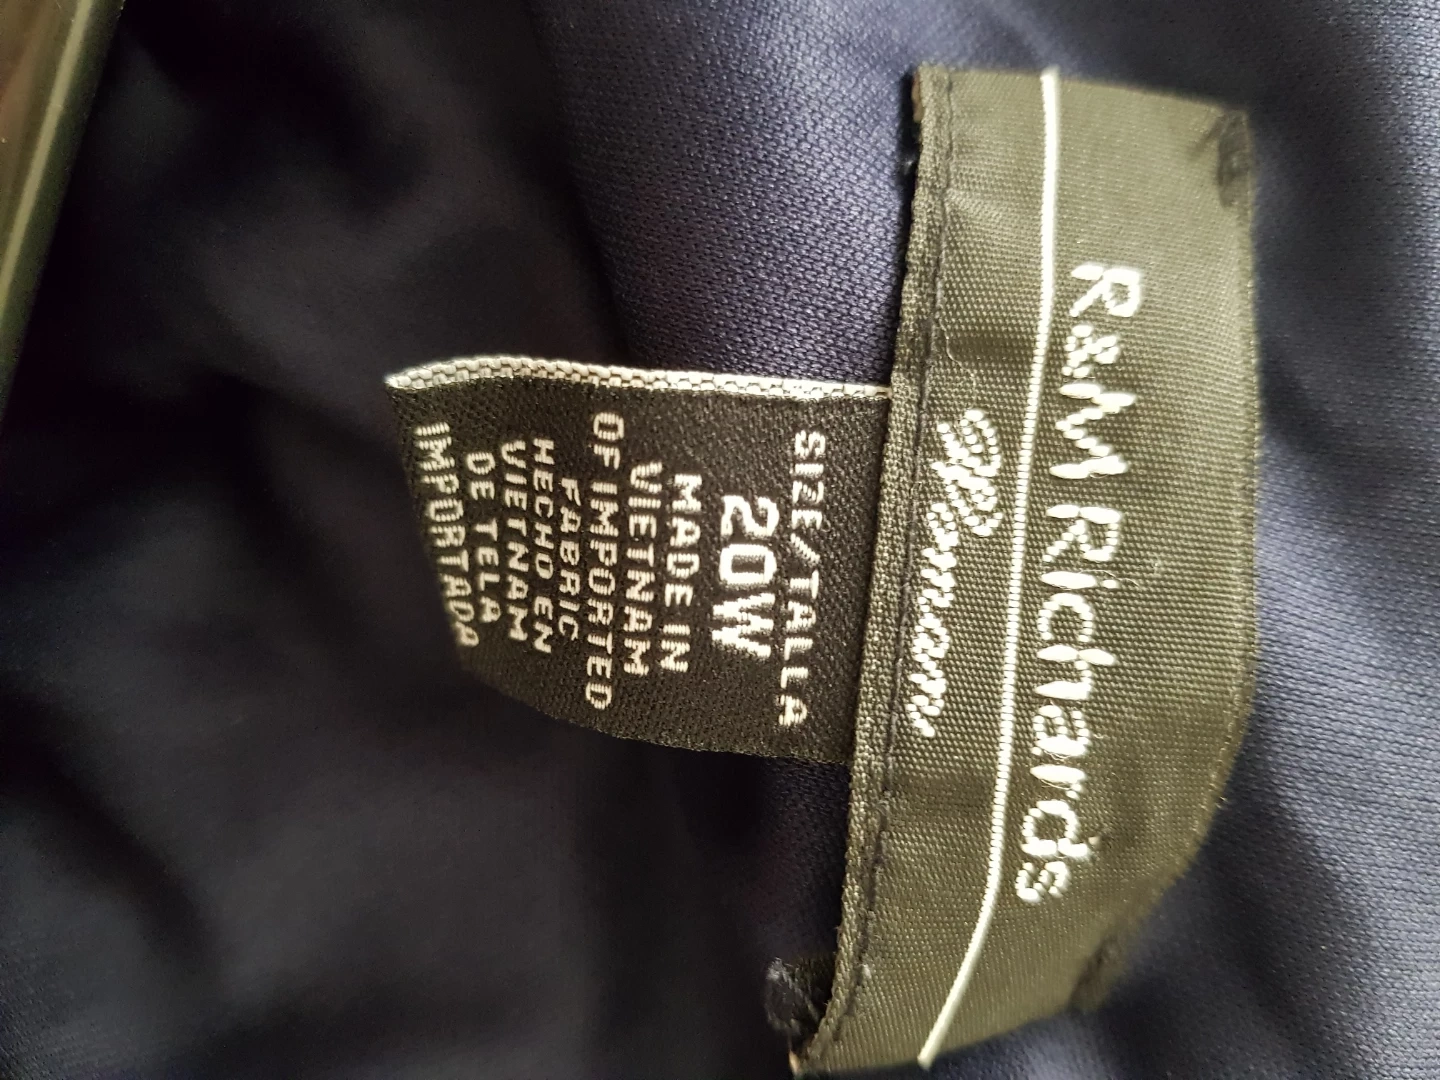 R&M Richards
Woman
SIZE/TALLA
20W
MADE IN
VIETNAM
OF IMPORTED
FABRIC
HECHO EN
VIETNAM
DE TELA
IMPORTADA